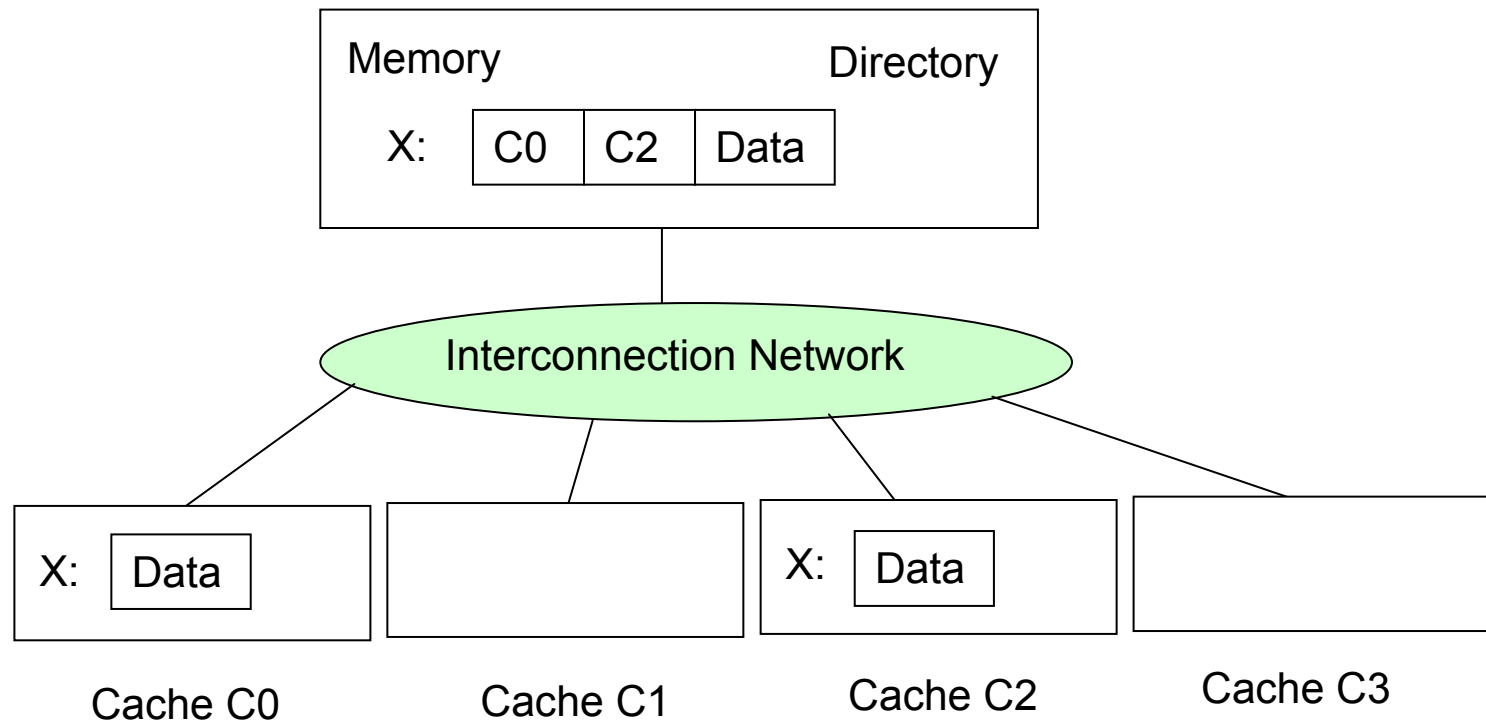 Memory Directory
X: C0 C2 Data
Interconnection Network
X: Data X: Data
Cache C0 Cache C1 Cache C2 Cache C3